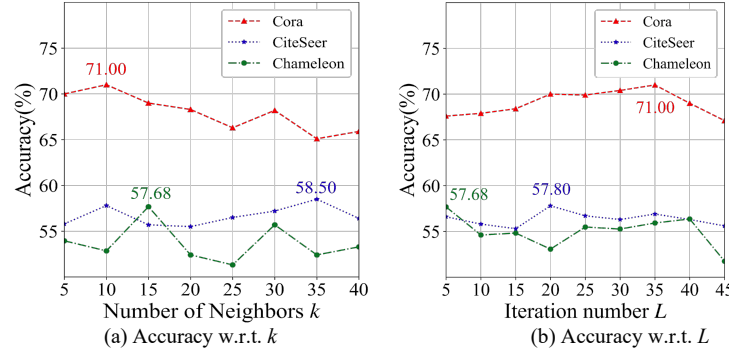 Cora
CiteSeer
Chameleon
75
70
65
60
55
Accuracy(%)
71.00
57.68
58.50
5 10 15 20 25 30 35 40
Number of Neighbors k
(a) Accuracy w.r.t. k
Cora
CiteSeer
Chameleon
75
70
65
60
55
Accuracy(%)
71.00
57.68
57.80
5 10 15 20 25 30 35 40 45
Iteration number L
(b) Accuracy w.r.t. L